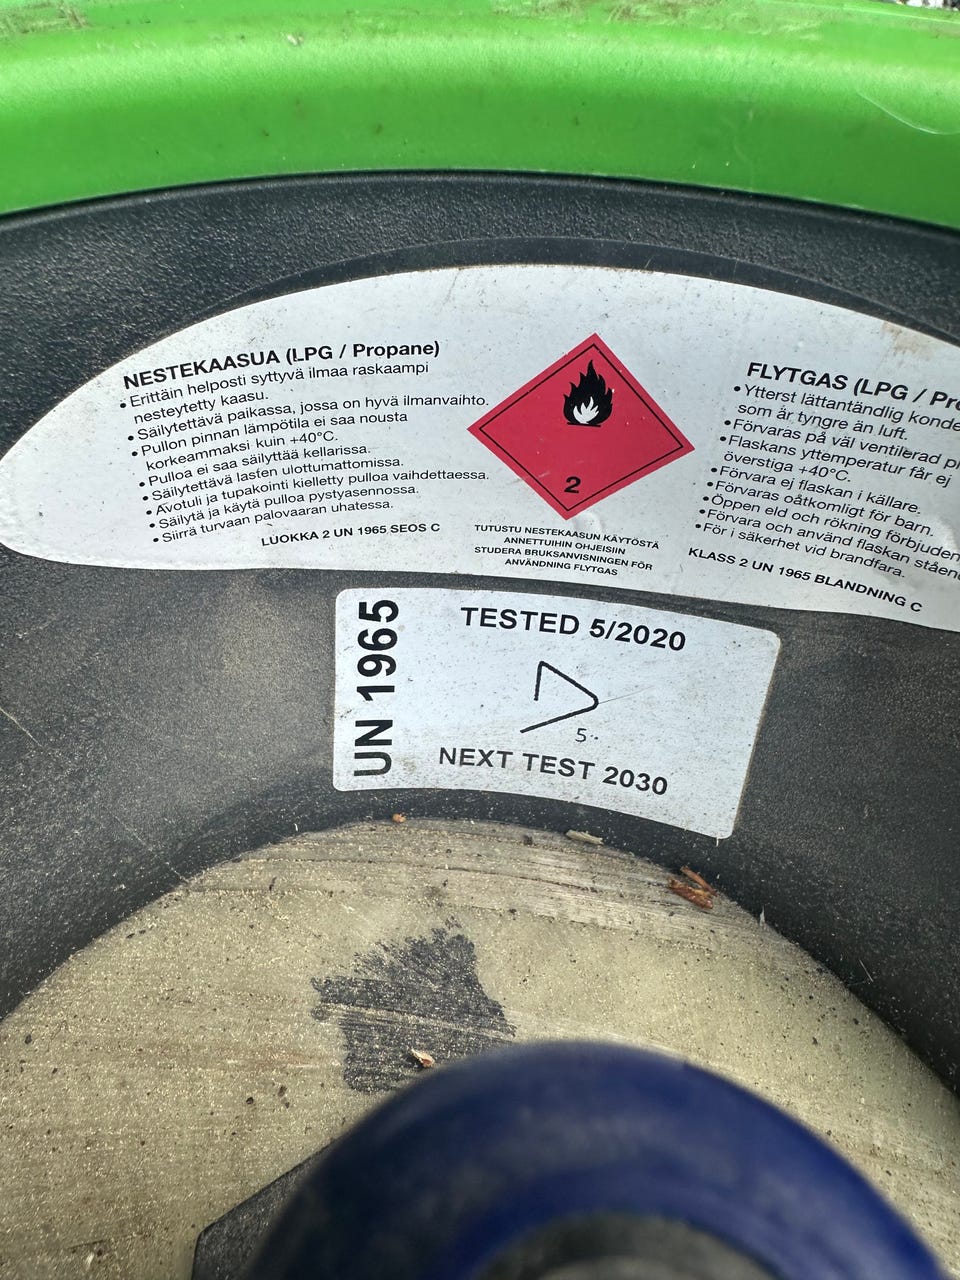 NESTEKAASUA (LPG / Propane)
• Erittäin helposti syttyvä ilmaa raskaampi
nesteytetty kaasu.
• Säilytettävä paikassa, jossa on hyvä ilmanvaihto.
• Pullon pinnan lämpötila ei saa nousta
korkeammaksi kuin +40°C.
• Pulloa ei saa säilyttää kellarissa.
• Säilytettävä lasten ulottumattomissa.
• Avotuli ja tupakointi kielletty pulloa vaihdettaessa.
• Säilytä ja käytä pulloa pystyasennossa.
• Siirrä turvaan palovaaran uhatessa.
LUOKKA 2 UN 1965 SEOS C
2
TUTUSTU NESTEKAASUN KÄYTÖSTÄ
ANNETTUIHIN OHJEISIIN
STUDERA BRUKSANVISNINGEN FÖR
ANVÄNDNING FLYTGAS
FLYTGAS (LPG / Pro
• Ytterst lättantändlig konde
som är tyngre än luft.
• Förvaras på väl ventilerad pl
• Flaskans yttemperatur får ej
överstiga +40°C.
• Förvara ej flaskan i källare.
• Förvaras oåtkomligt för barn.
• Öppen eld och rökning förbjuden
• Förvara och använd flaskan ståen
• För i säkerhet vid brandfara.
KLASS 2 UN 1965 BLANDNING C
UN 1965
TESTED 5/2020
5
NEXT TEST 2030